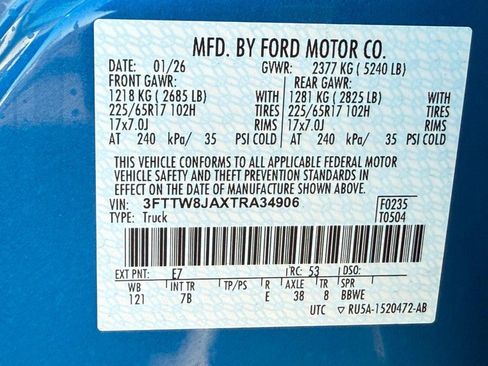 MFD. BY FORD MOTOR CO.
DATE: 01/26 GVWR: 2377 KG ( 5240 LB)
FRONT GAWR: REAR GAWR:
1218 KG ( 2685 LB) WITH 1281 KG ( 2825 LB) WITH
225/65R17 102H TIRES 225/65R17 102H TIRES
17x7.0J RIMS 17x7.0J RIMS
AT 240 kPa/ 35 PSI COLD AT 240 kPa/ 35 PSI COLD
THIS VEHICLE CONFORMS TO ALL APPLICABLE FEDERAL MOTOR
VEHICLE SAFETY AND THEFT PREVENTION STANDARDS IN
EFFECT ON THE DATE OF MANUFACTURE SHOWN ABOVE.
VIN: 3FTTW8JAXTRA34906 F0235
TYPE: Truck T0504
EXT PNT: E7 RC: 53 DSO:
WB INT TR TP/PS R AXLE TR SPR
121 7B E 38 8 BBWE
UTC ▽ RU5A-1520472-AB